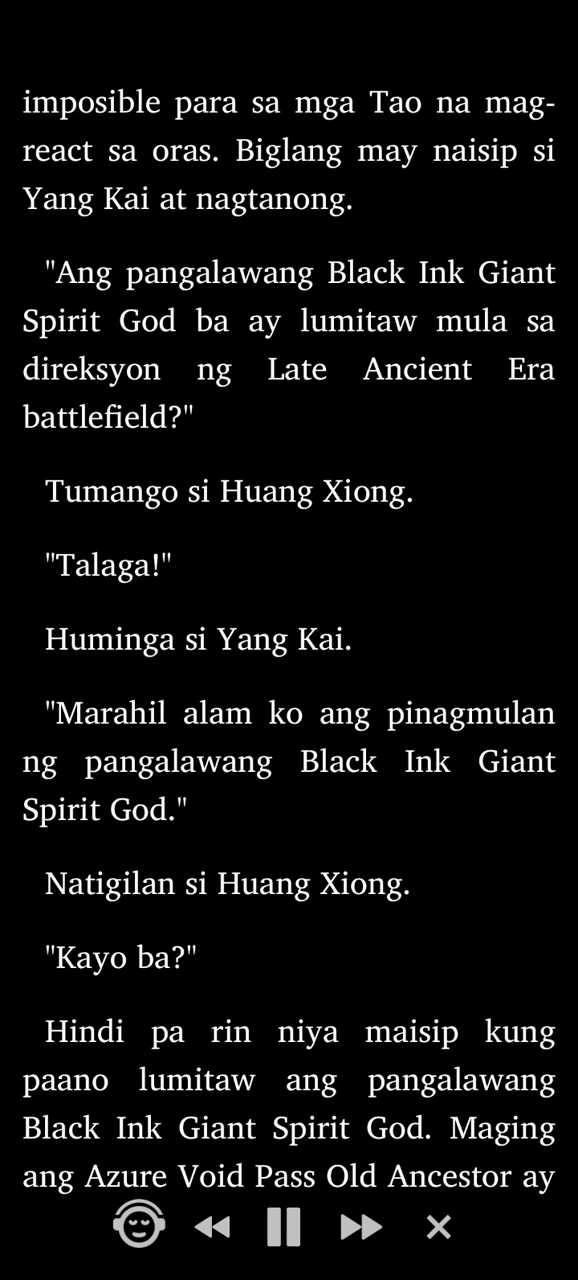 imposible para sa mga Tao na mag-
react sa oras. Biglang may naisip si
Yang Kai at nagtanong.
"Ang pangalawang Black Ink Giant
Spirit God ba ay lumitaw mula sa
direksyon ng Late Ancient Era
battlefield?"
Tumango si Huang Xiong.
"Talaga!"
Huminga si Yang Kai.
"Marahil alam ko ang pinagmulan
ng pangalawang Black Ink Giant
Spirit God."
Natigilan si Huang Xiong.
"Kayo ba?"
Hindi pa rin niya maisip kung
paano lumitaw ang pangalawang
Black Ink Giant Spirit God. Maging
ang Azure Void Pass Old Ancestor ay